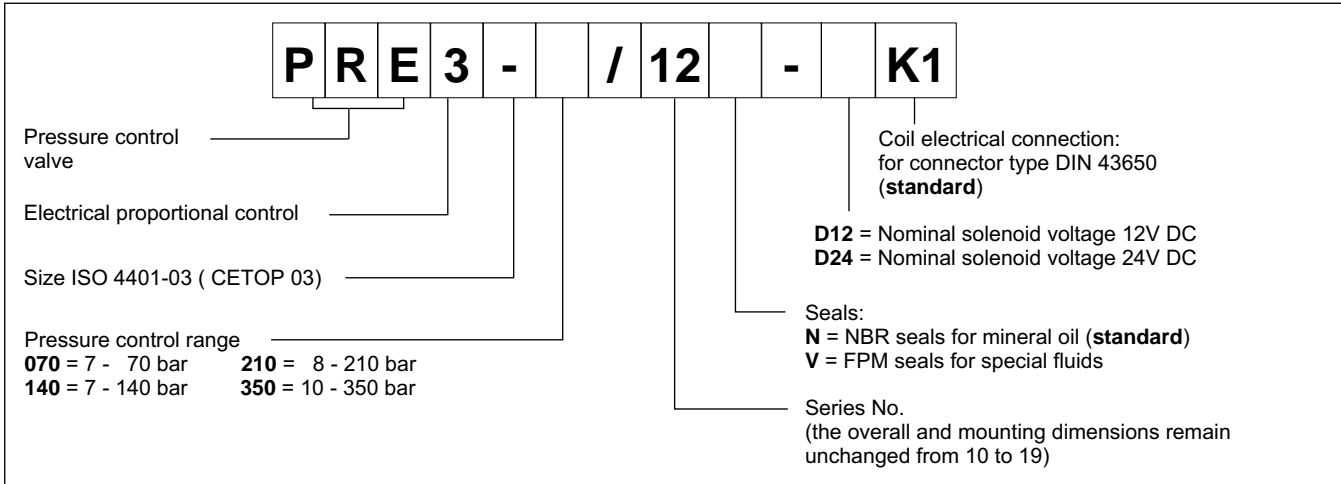 PRE3- /12 - K1
Pressure control
valve
Electrical proportional control
Size ISO 4401-03 ( CETOP 03)
Pressure control range
070 = 7 - 70 bar 210 = 8 - 210 bar
140 = 7 - 140 bar 350 = 10 - 350 bar
Coil electrical connection:
for connector type DIN 43650
(standard)
D12 = Nominal solenoid voltage 12V DC
D24 = Nominal solenoid voltage 24V DC
Seals:
N = NBR seals for mineral oil (standard)
V = FPM seals for special fluids
Series No.
(the overall and mounting dimensions remain
unchanged from 10 to 19)